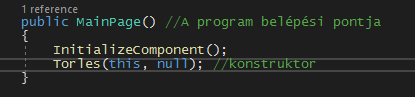 1 reference
public MainPage() //A program belépési pontja
{
InitializeComponent();
Torles(this, null); //konstruktor
}